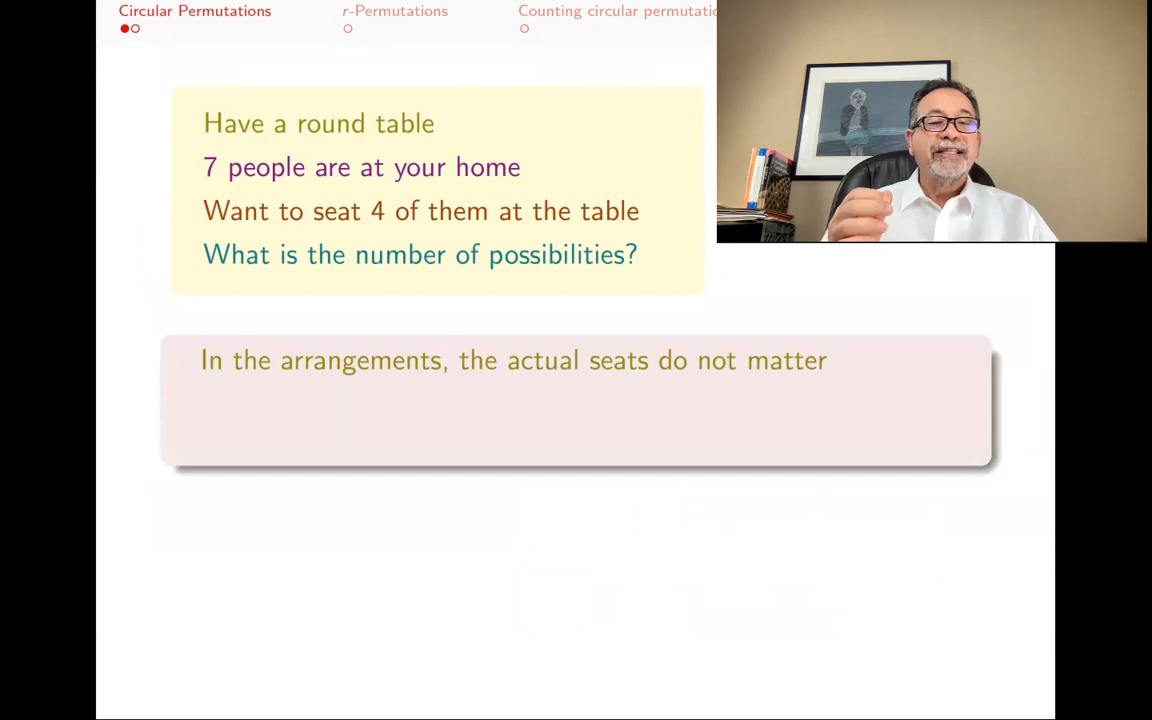 Circular Permutations
r-Permutations
Counting circular
Have a round table
7 people are at your home
Want to seat 4 of them at the table
What is the number of possibilities?
In the arrangements, the actual seats do not matter